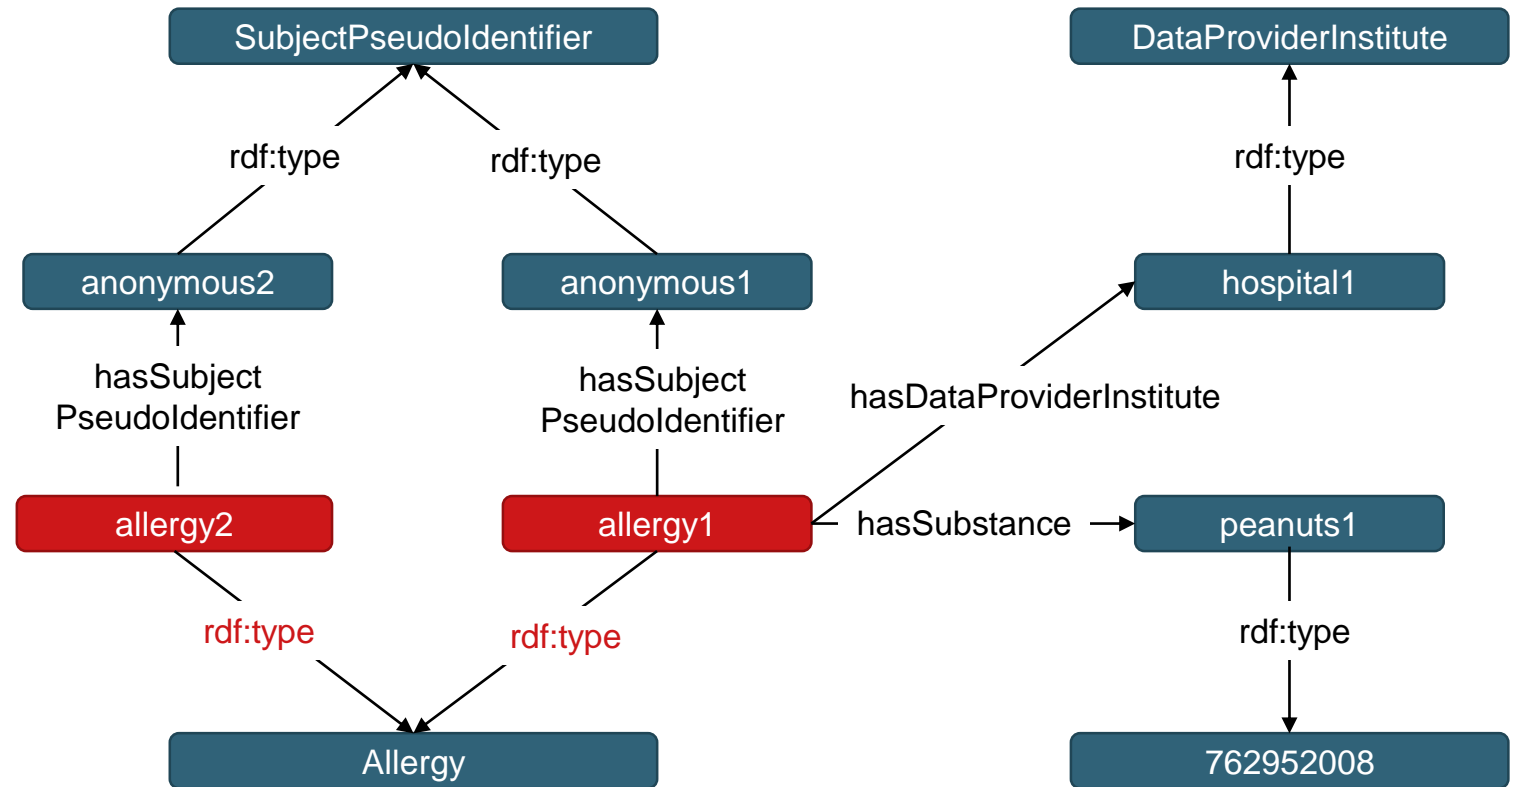 SubjectPseudoIdentifier
DataProviderInstitute
rdf:type
rdf:type
rdf:type
anonymous2
anonymous1
hospital1
hasSubject
PseudoIdentifier
hasSubject
PseudoIdentifier
hasDataProviderInstitute
allergy2
allergy1
hasSubstance
peanuts1
rdf:type
rdf:type
rdf:type
Allergy
762952008